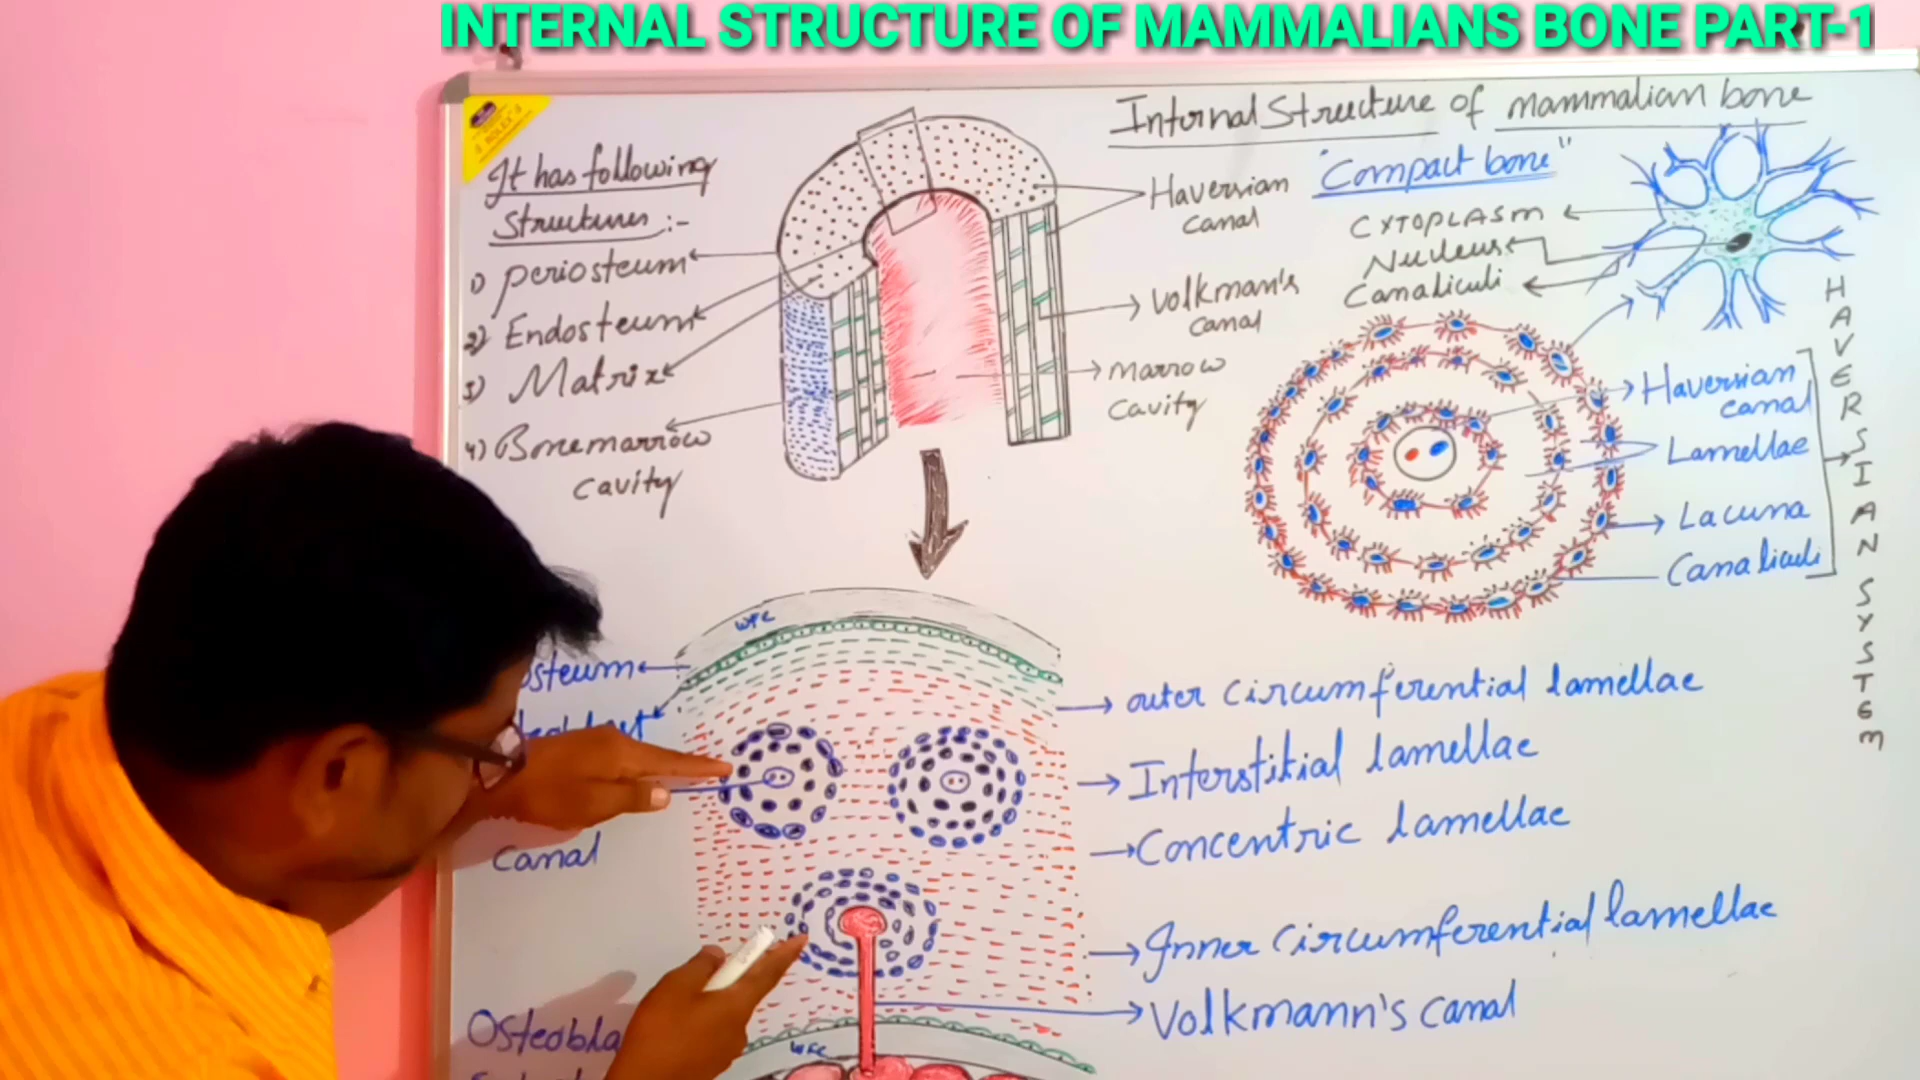 INTERNAL STRUCTURE OF MAMMALIANS BONE PART-1
Internal Structure of mammalian bone
"Compact bone"
It has following
Structures :-
1) Periosteum
2) Endosteum
3) Matrix
4) Bonemarrow
cavity
Haversian
canal
Volkman's
canal
Marrow
cavity
CYTOPLASM
Nucleus
Canaliculi
Haversian
canal
Lamellae
Lacuna
Canaliculi
HAVERSIAN SYSTEM
WFC
osteum
Canal
Osteobla
outer Circumferential lamellae
Interstitial lamellae
Concentric lamellae
Inner Circumferential lamellae
Volkmann's canal
WFC